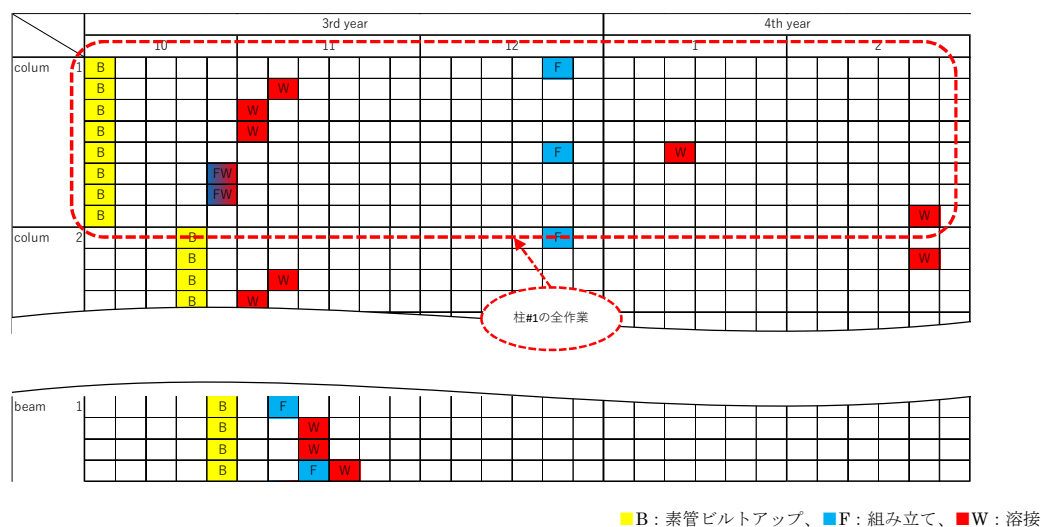 3rd year 4th year
10 11 12 1 2
colum 1 B F
B W
B W
B W
B F W
B FW
B FW
B W
colum 2 B F
B W
B W
B W
柱#1の全作業
beam 1 B F
B W
B W
B F W
■B：素管ビルトアップ、■F：組み立て、■W：溶接